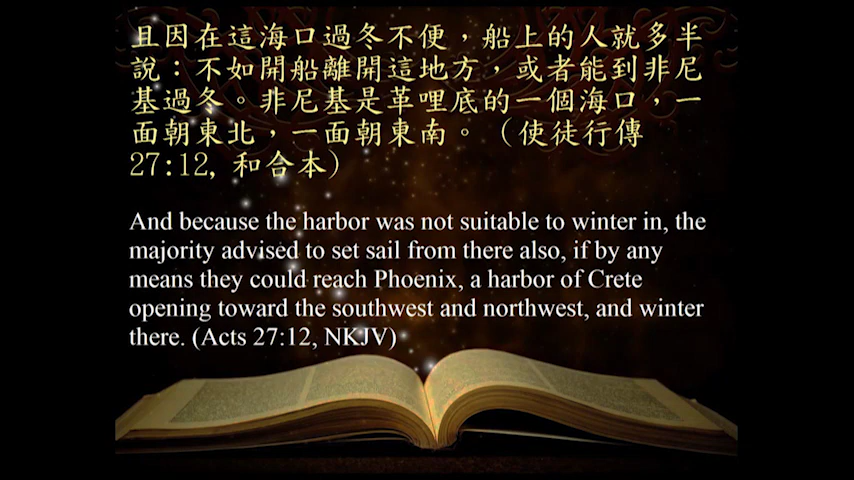 且因在這海口過冬不便，船上的人就多半
說：不如開船離開這地方，或者能到非尼
基過冬。非尼基是革哩底的一個海口，一
面朝東北，一面朝東南。（使徒行傳
27:12, 和合本)
And because the harbor was not suitable to winter in, the
majority advised to set sail from there also, if by any
means they could reach Phoenix, a harbor of Crete
opening toward the southwest and northwest, and winter
there. (Acts 27:12, NKJV)